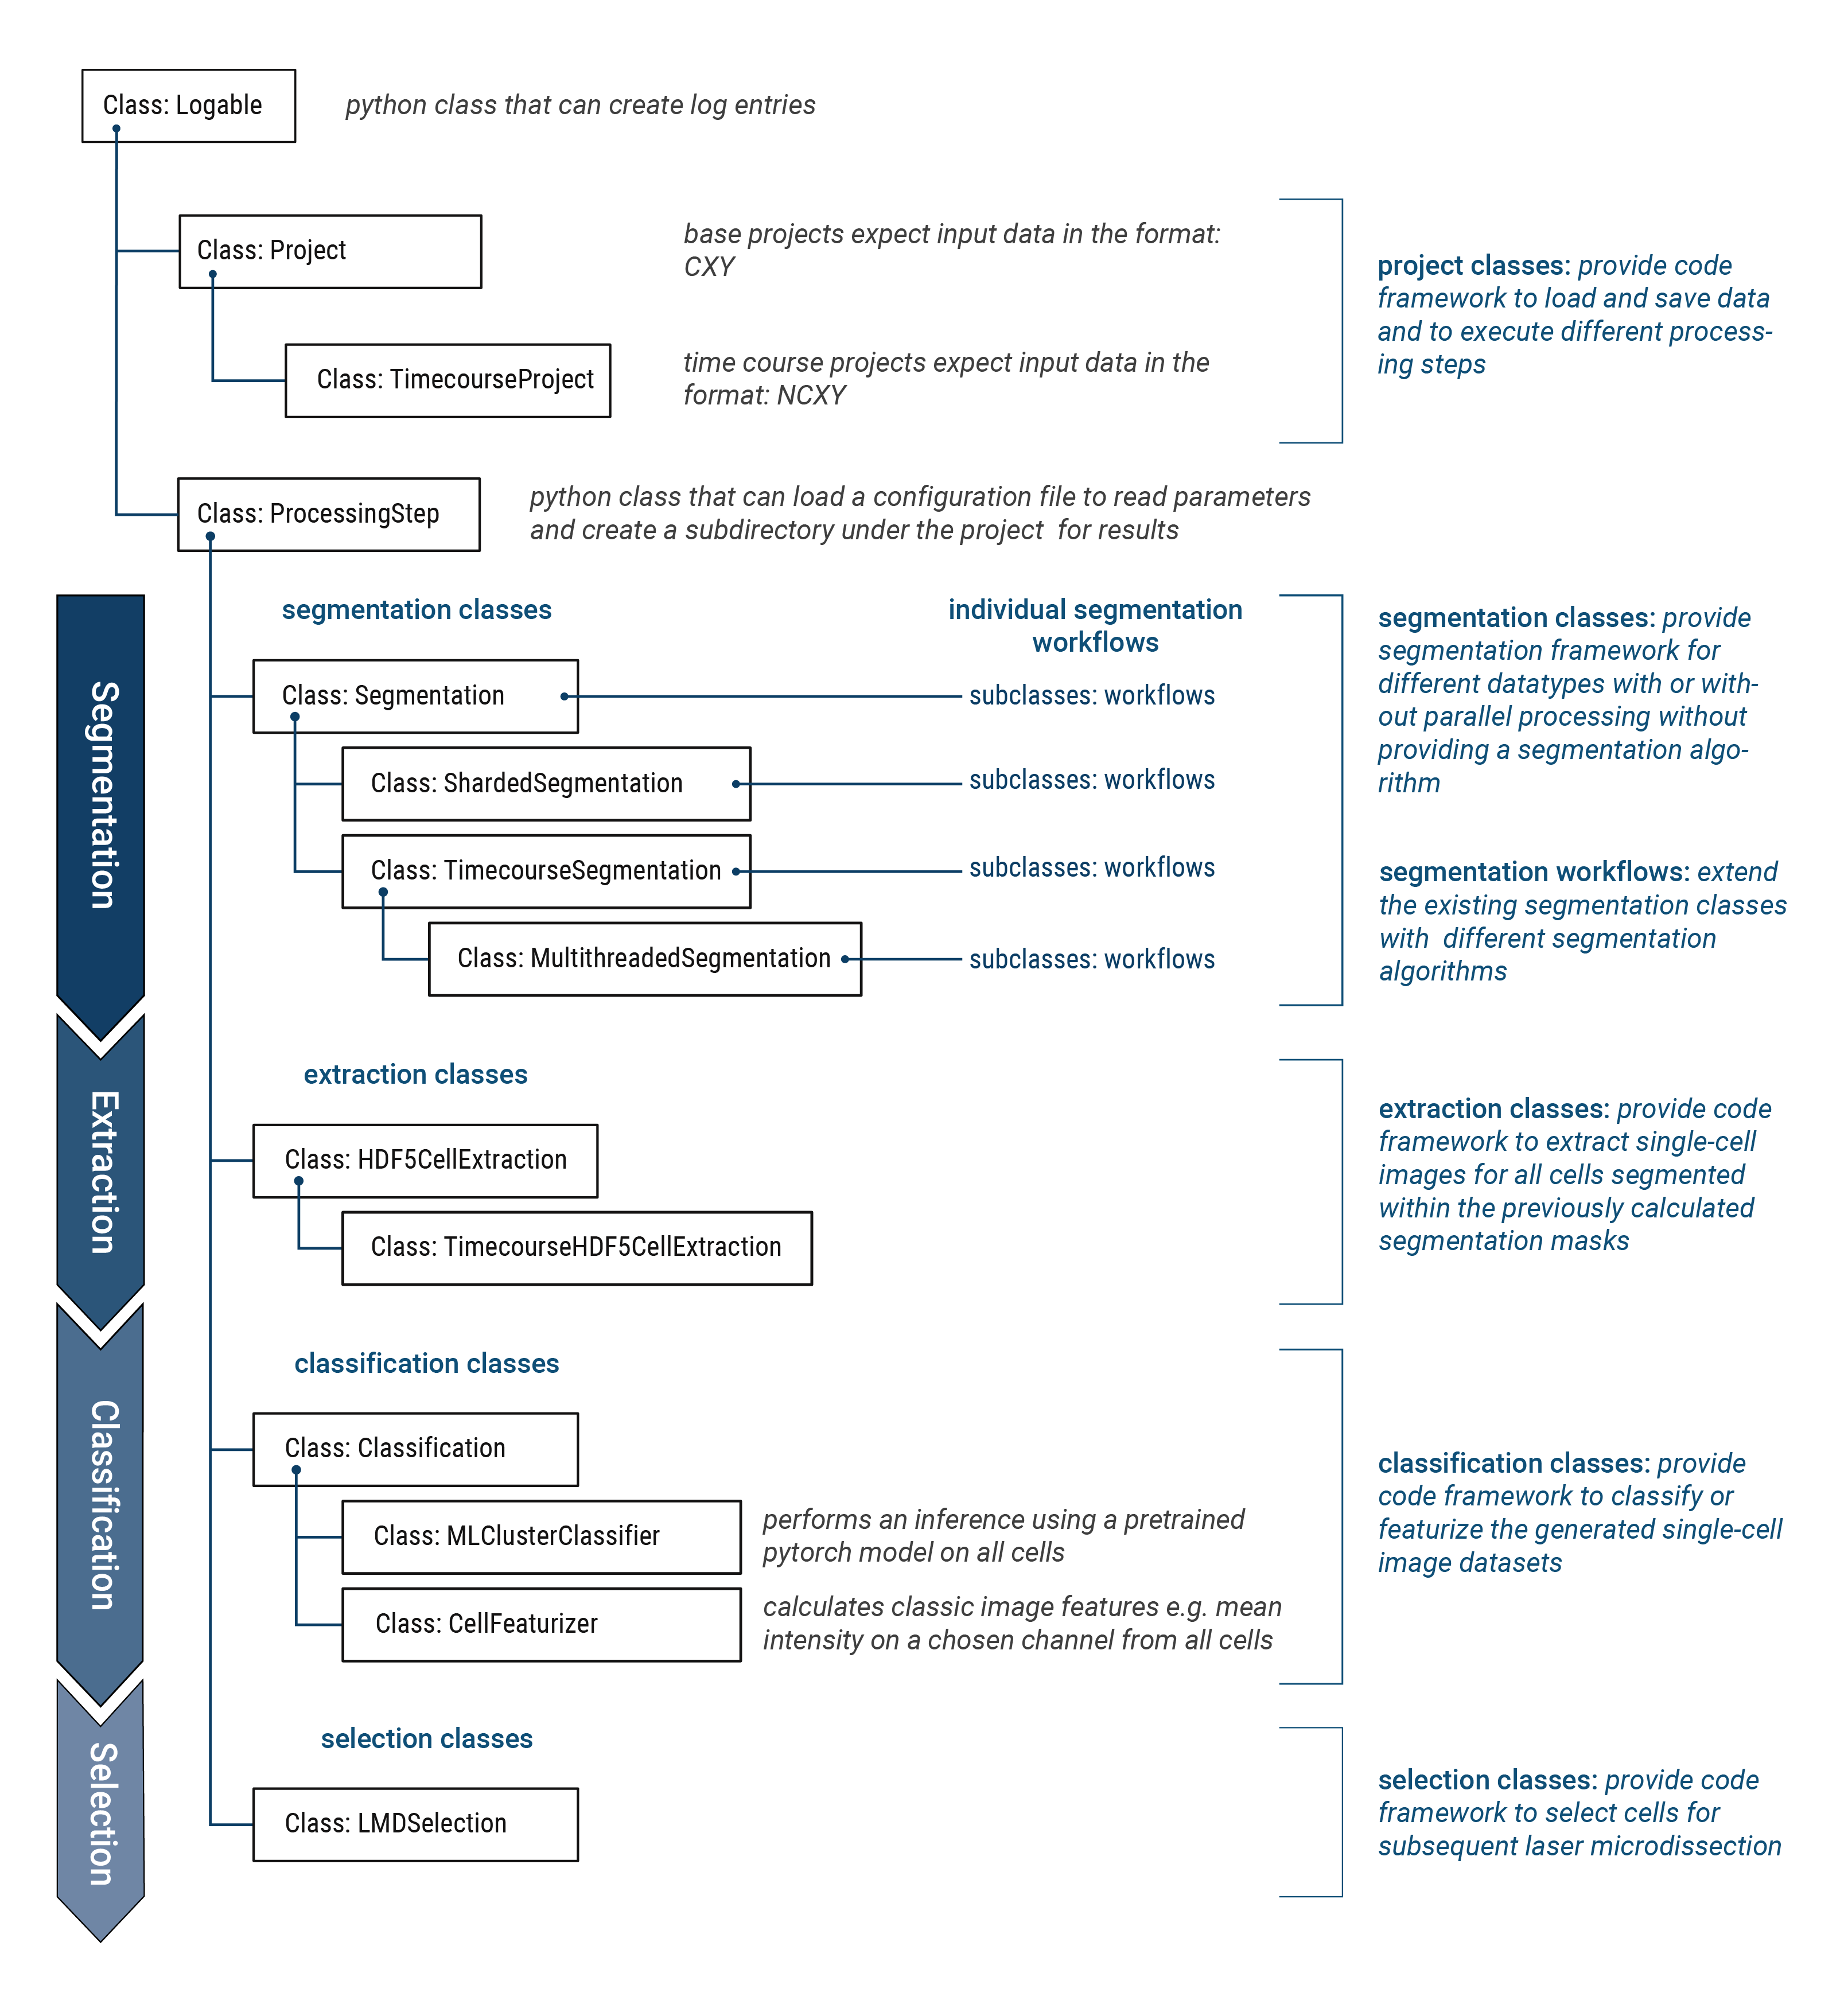 Class: Logable
python class that can create log entries
Class: Project
base projects expect input data in the format:
CXY
Class: TimecourseProject
time course projects expect input data in the
format: NCXY
project classes: provide code
framework to load and save data
and to execute different process-
ing steps
Class: ProcessingStep
python class that can load a configuration file to read parameters
and create a subdirectory under the project for results
Segmentation
segmentation classes
individual segmentation
workflows
Class: Segmentation
subclasses: workflows
Class: ShardedSegmentation
subclasses: workflows
Class: TimecourseSegmentation
subclasses: workflows
Class: MultithreadedSegmentation
subclasses: workflows
segmentation classes: provide
segmentation framework for
different datatypes with or with-
out parallel processing without
providing a segmentation algo-
rithm
segmentation workflows: extend
the existing segmentation classes
with different segmentation
algorithms
Extraction
extraction classes
Class: HDF5CellExtraction
Class: TimecourseHDF5CellExtraction
extraction classes: provide code
framework to extract single-cell
images for all cells segmented
within the previously calculated
segmentation masks
Classification
classification classes
Class: Classification
Class: MLClusterClassifier
performs an inference using a pretrained
pytorch model on all cells
Class: CellFeaturizer
calculates classic image features e.g. mean
intensity on a chosen channel from all cells
classification classes: provide
code framework to classify or
featurize the generated single-cell
image datasets
Selection
selection classes
Class: LMDSelection
selection classes: provide code
framework to select cells for
subsequent laser microdissection